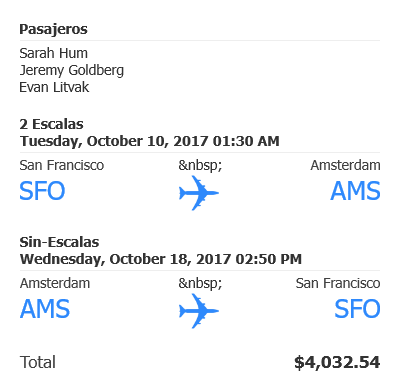 Pasajeros
Sarah Hum
Jeremy Goldberg
Evan Litvak
2 Escalas
Tuesday, October 10, 2017 01:30 AM
San Francisco &nbsp; Amsterdam
SFO AMS
Sin-Escalas
Wednesday, October 18, 2017 02:50 PM
Amsterdam &nbsp; San Francisco
AMS SFO
Total $4,032.54